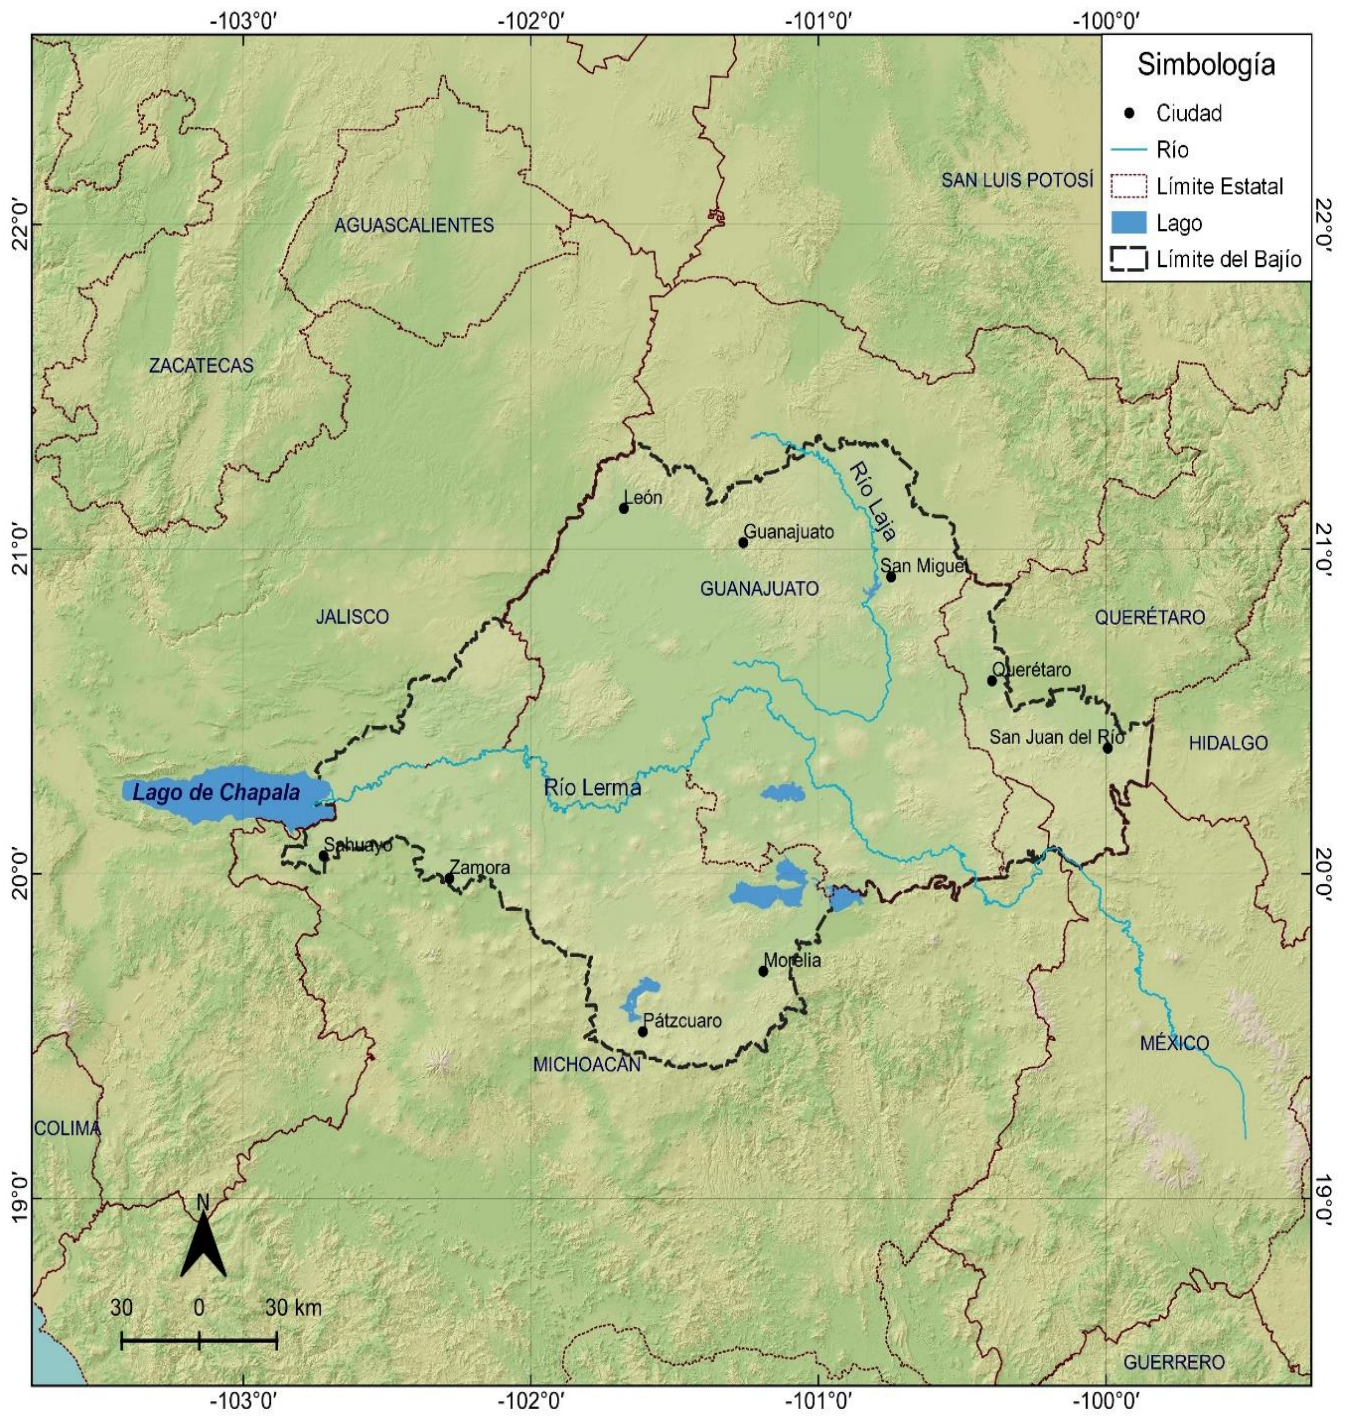 -103°0′
-102°0′
-101°0′
-100°0′
Simbología
Ciudad
Río
Límite Estatal
Lago
Límite del Bajío
SAN LUIS POTOSÍ
22°0′
22°0′
AGUASCALIENTES
ZACATECAS
León
Río Laja
Guanajuato
21°0′
21°0′
San Miguel
GUANAJUATO
JALISCO
QUERÉTARO
Querétaro
San Juan del Río
HIDALGO
Lago de Chapala
Río Lerma
Sahuayo
Zamora
20°0′
20°0′
Morelia
Pátzcuaro
MÉXICO
MICHOACÁN
COLIMA
19°0′
19°0′
N
30 0 30 km
GUERRERO
-103°0′
-102°0′
-101°0′
-100°0′